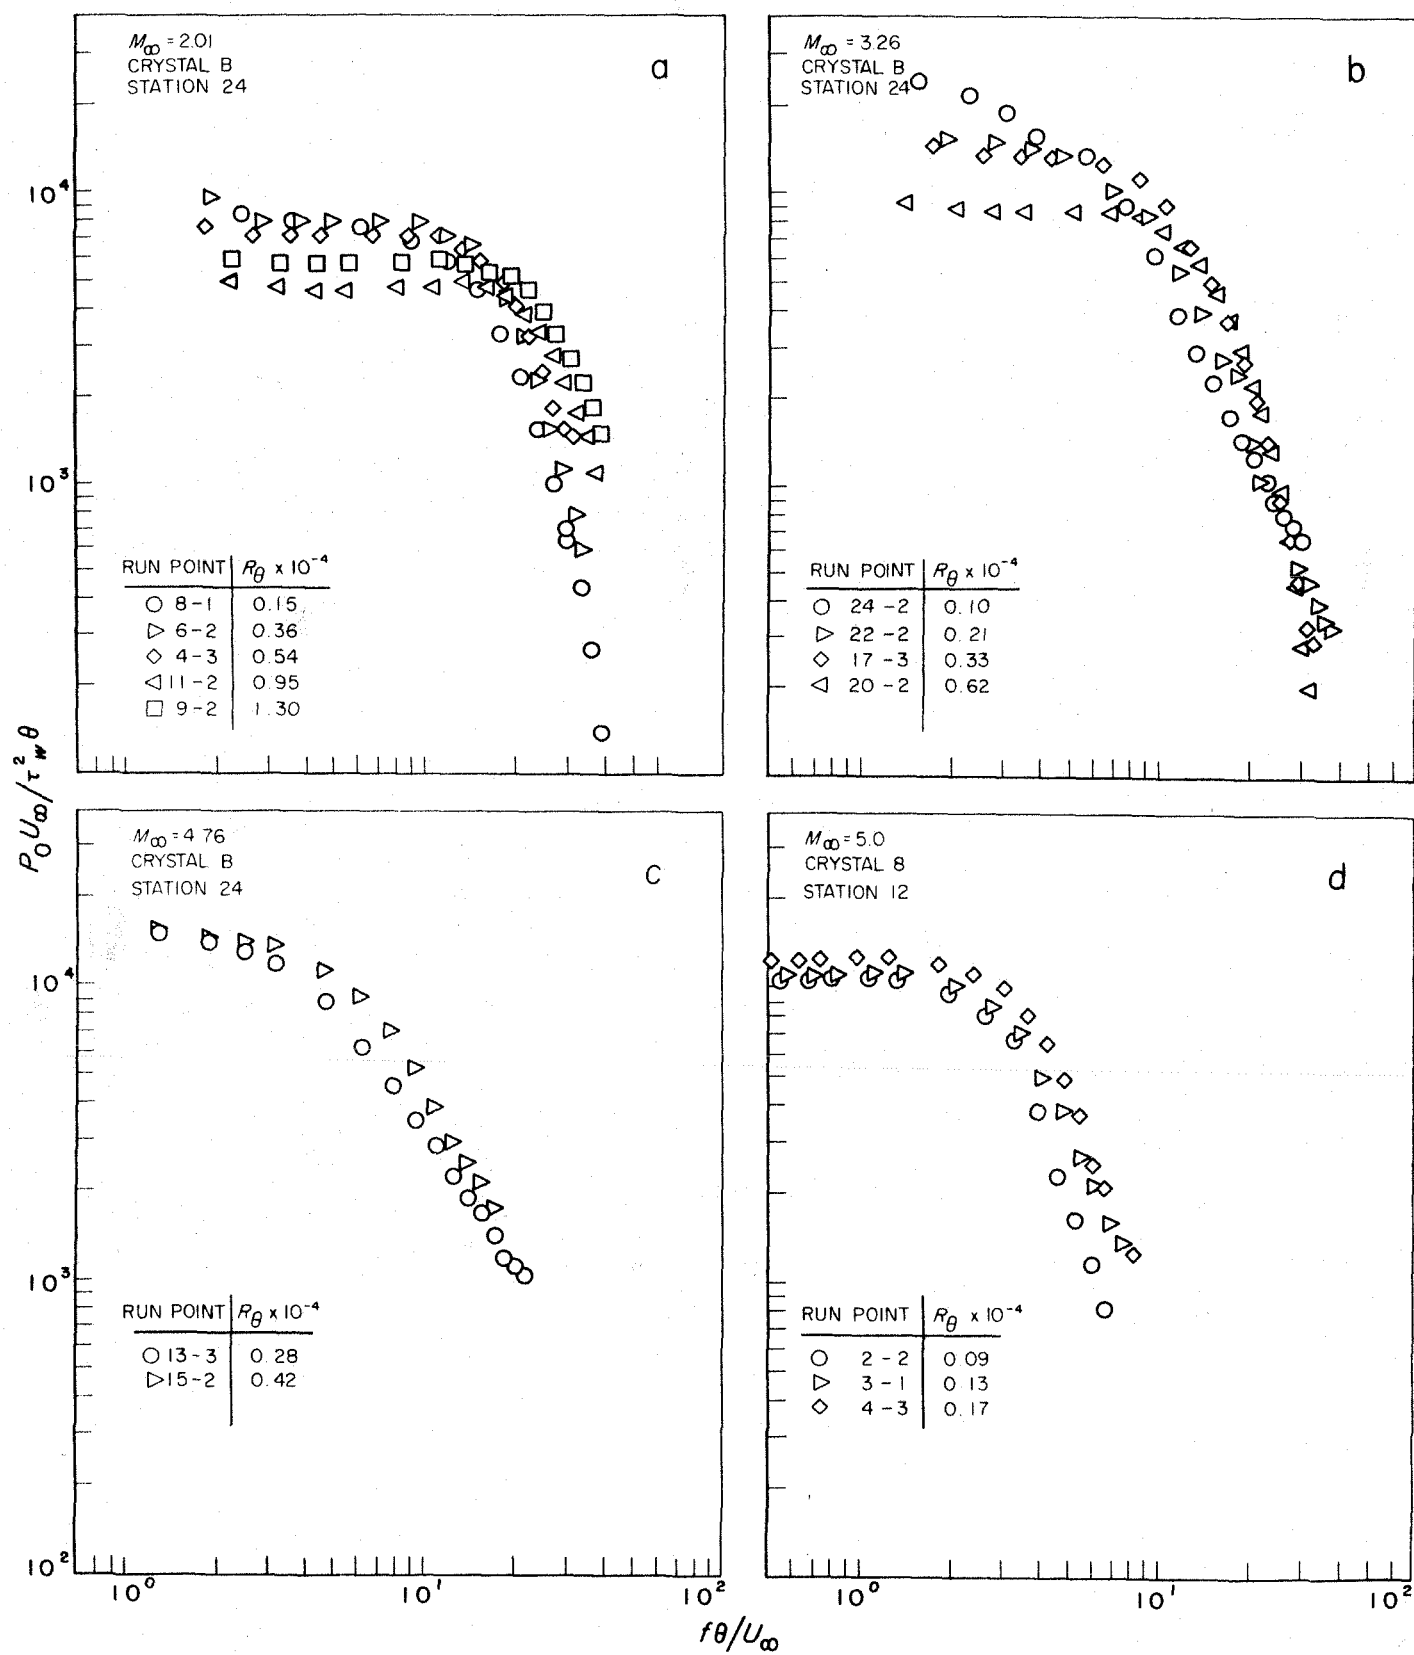 M∞ = 2.01
CRYSTAL B
STATION 24
a
RUN POINT Rθ x 10⁻⁴
8-1 0.15
6-2 0.36
4-3 0.54
11-2 0.95
9-2 1.30
M∞ = 3.26
CRYSTAL B
STATION 24
b
RUN POINT Rθ x 10⁻⁴
24-2 0.10
22-2 0.21
17-3 0.33
20-2 0.62
10⁴
10³
P₀U∞/τ²wθ
M∞ = 4 76
CRYSTAL B
STATION 24
c
RUN POINT Rθ x 10⁻⁴
13-3 0.28
15-2 0.42
M∞ = 5.0
CRYSTAL 8
STATION 12
d
RUN POINT Rθ x 10⁻⁴
2-2 0.09
3-1 0.13
4-3 0.17
10⁴
10³
10²
10⁰ 10¹ 10² 10⁰ 10¹ 10²
fθ/U∞